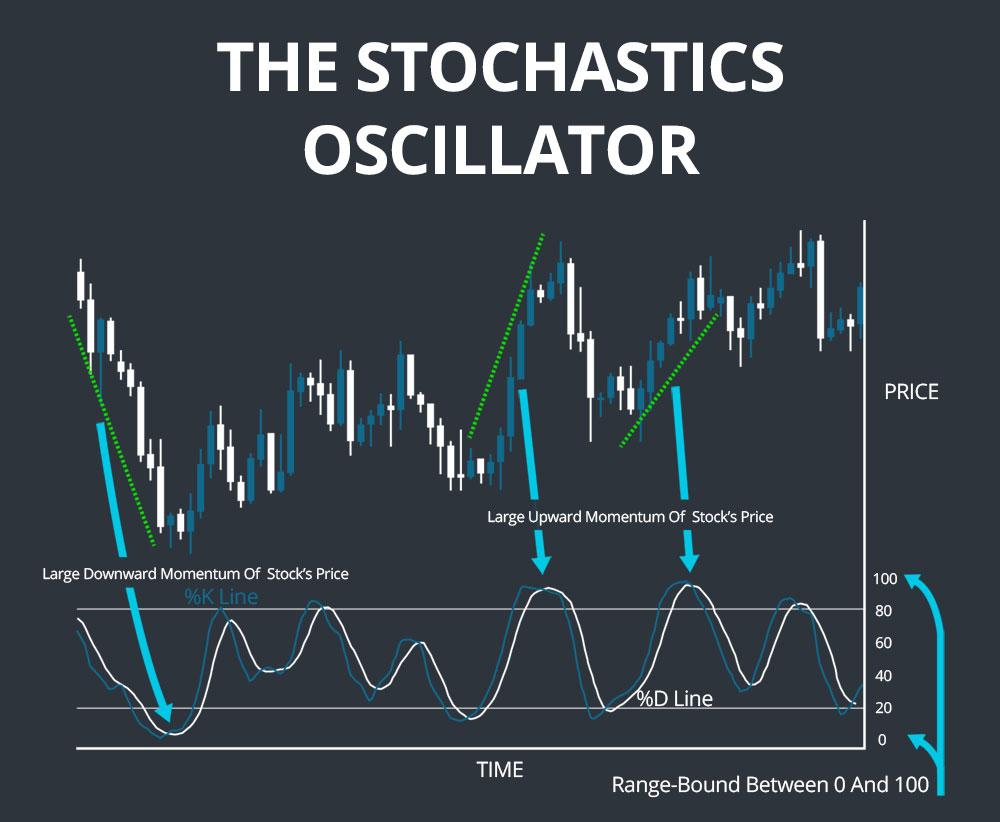 THE STOCHASTICS
OSCILLATOR
PRICE
Large Upward Momentum Of Stock's Price
Large Downward Momentum Of Stock's Price
%K Line
100
80
60
40
%D Line
20
0
TIME
Range-Bound Between 0 And 100